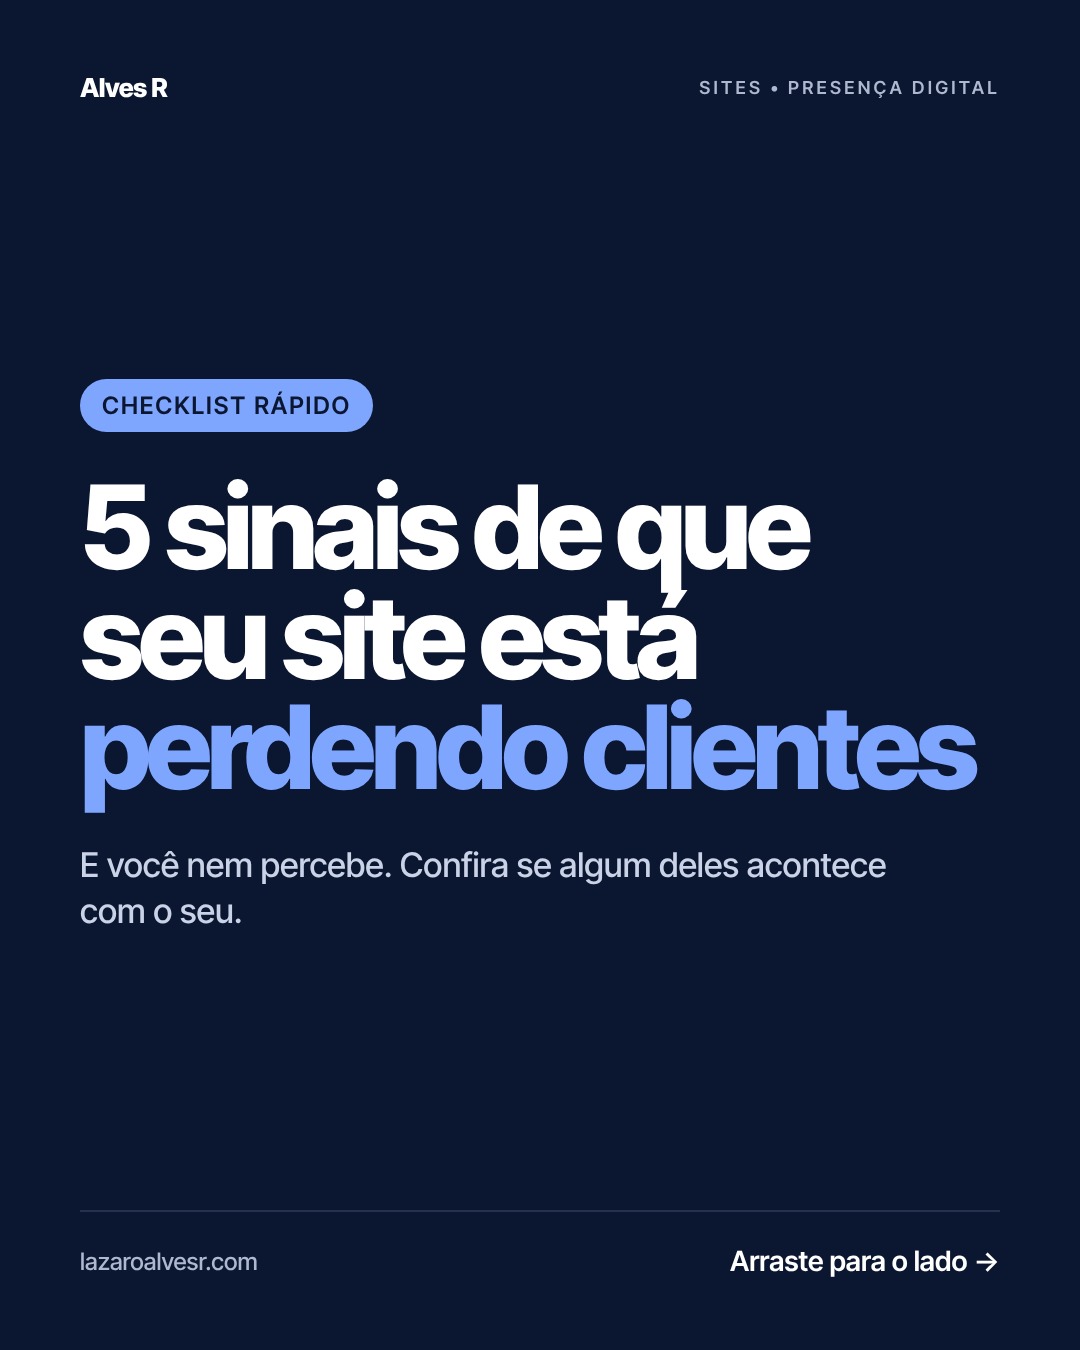 Alves R
SITES • PRESENÇA DIGITAL
CHECKLIST RÁPIDO
5 sinais de que
seu site está
perdendo clientes
E você nem percebe. Confira se algum deles acontece
com o seu.
lazaroalvesr.com
Arraste para o lado →